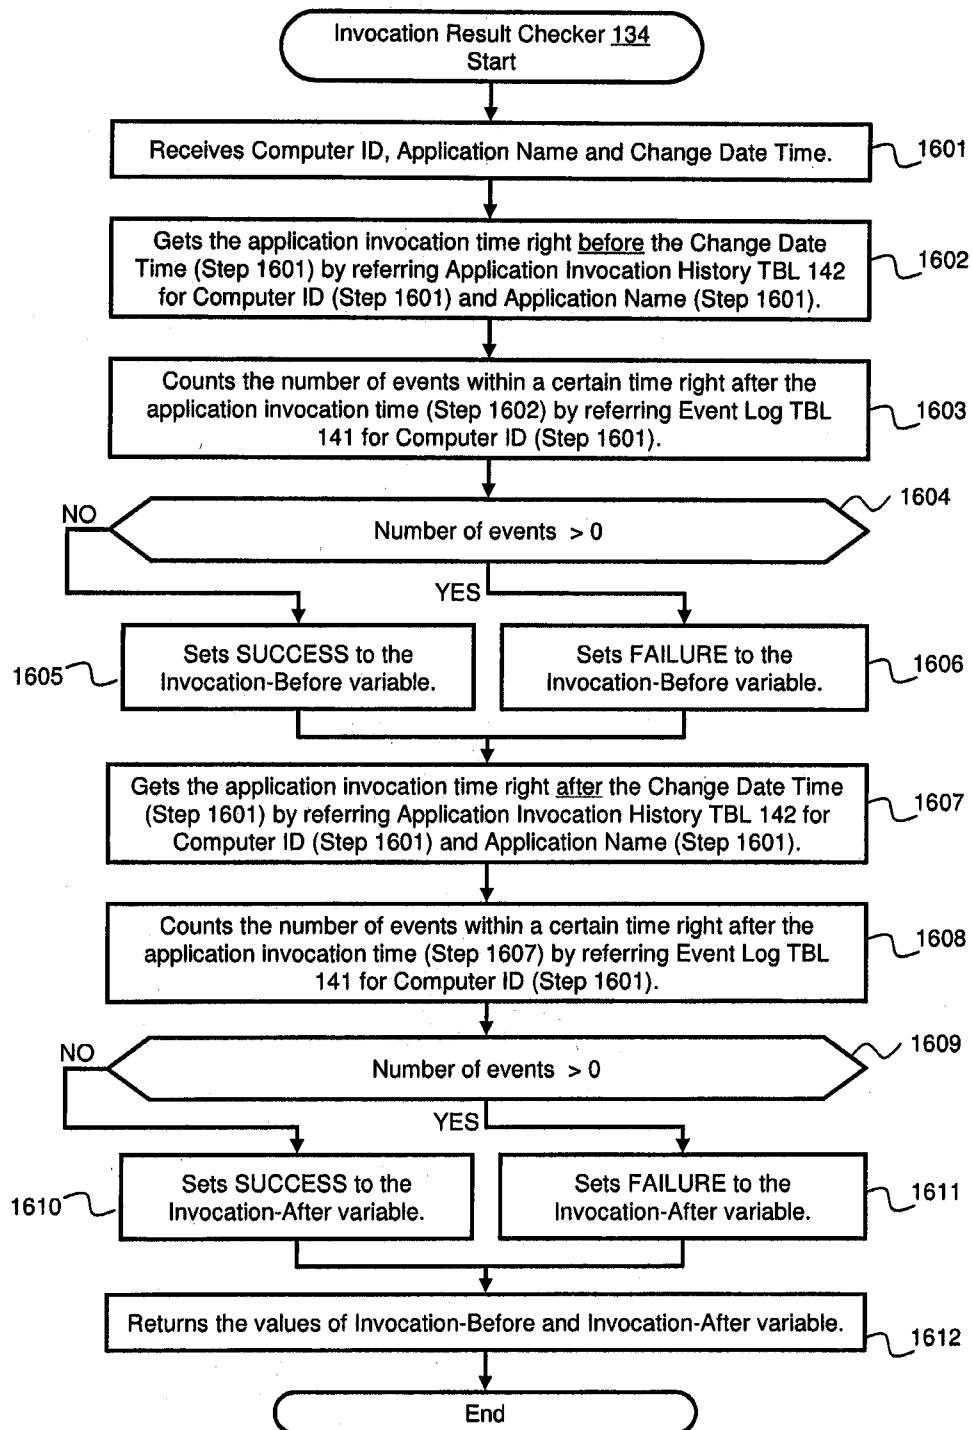 Invocation Result Checker 134
Start
Receives Computer ID, Application Name and Change Date Time.
1601
Gets the application invocation time right before the Change Date
Time (Step 1601) by referring Application Invocation History TBL 142
for Computer ID (Step 1601) and Application Name (Step 1601).
1602
Counts the number of events within a certain time right after the
application invocation time (Step 1602) by referring Event Log TBL
141 for Computer ID (Step 1601).
1603
1604
NO
Number of events > 0
YES
1605
Sets SUCCESS to the
Invocation-Before variable.
Sets FAILURE to the
Invocation-Before variable.
1606
Gets the application invocation time right after the Change Date Time
(Step 1601) by referring Application Invocation History TBL 142 for
Computer ID (Step 1601) and Application Name (Step 1601).
1607
Counts the number of events within a certain time right after the
application invocation time (Step 1607) by referring Event Log TBL
141 for Computer ID (Step 1601).
1608
1609
NO
Number of events > 0
YES
1610
Sets SUCCESS to the
Invocation-After variable.
Sets FAILURE to the
Invocation-After variable.
1611
Returns the values of Invocation-Before and Invocation-After variable.
1612
End